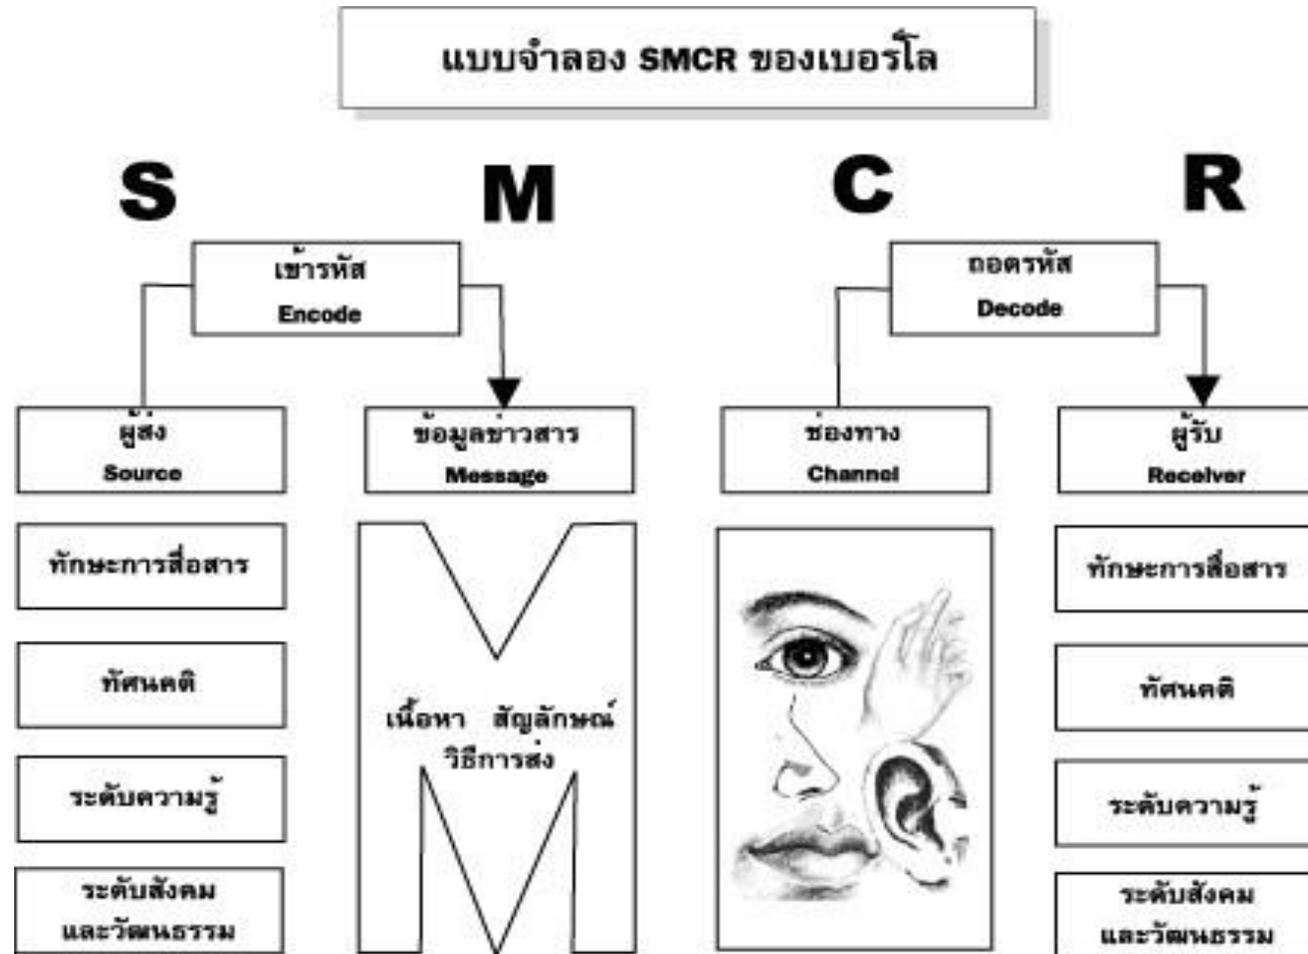 แบบจำลอง SMCR ของเบอร์โล
S
M
C
R
เข้ารหัส
Encode
ถอดรหัส
Decode
ผู้ส่ง
Source
ข้อมูลข่าวสาร
Message
ช่องทาง
Channel
ผู้รับ
Receiver
ทักษะการสื่อสาร
ทัศนคติ
ระดับความรู้
ระดับสังคม
และวัฒนธรรม
เนื้อหา สัญลักษณ์
วิธีการส่ง
ทักษะการสื่อสาร
ทัศนคติ
ระดับความรู้
ระดับสังคม
และวัฒนธรรม